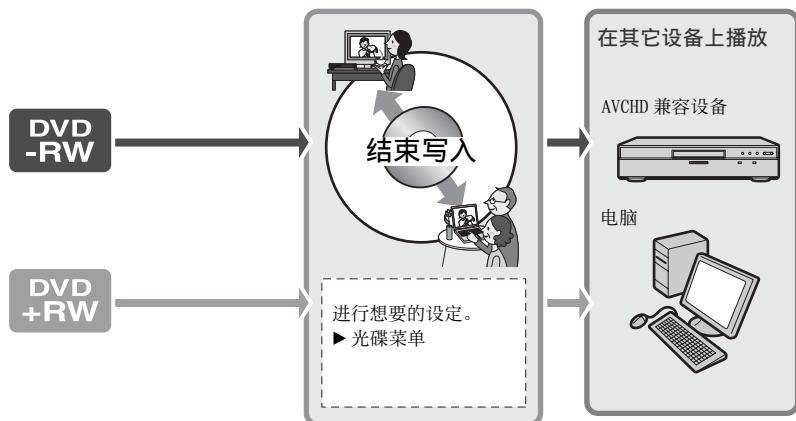 DVD
-RW
结束写入
在其它设备上播放
AVCHD 兼容设备
电脑
DVD
+RW
进行想要的设定。
▶ 光碟菜单